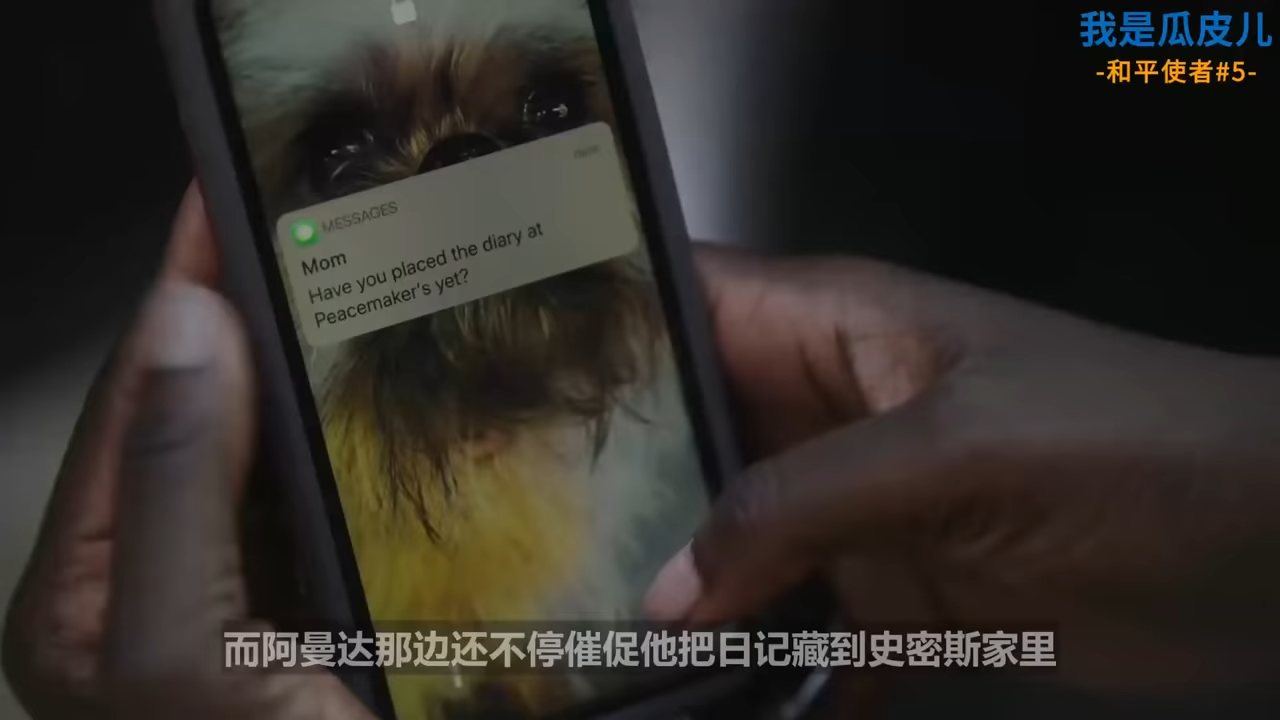 我是瓜皮儿
-和平使者#5-
now
MESSAGES
Mom
Have you placed the diary at
Peacemaker's yet?
而阿曼达那边还不停催促他把日记藏到史密斯家里